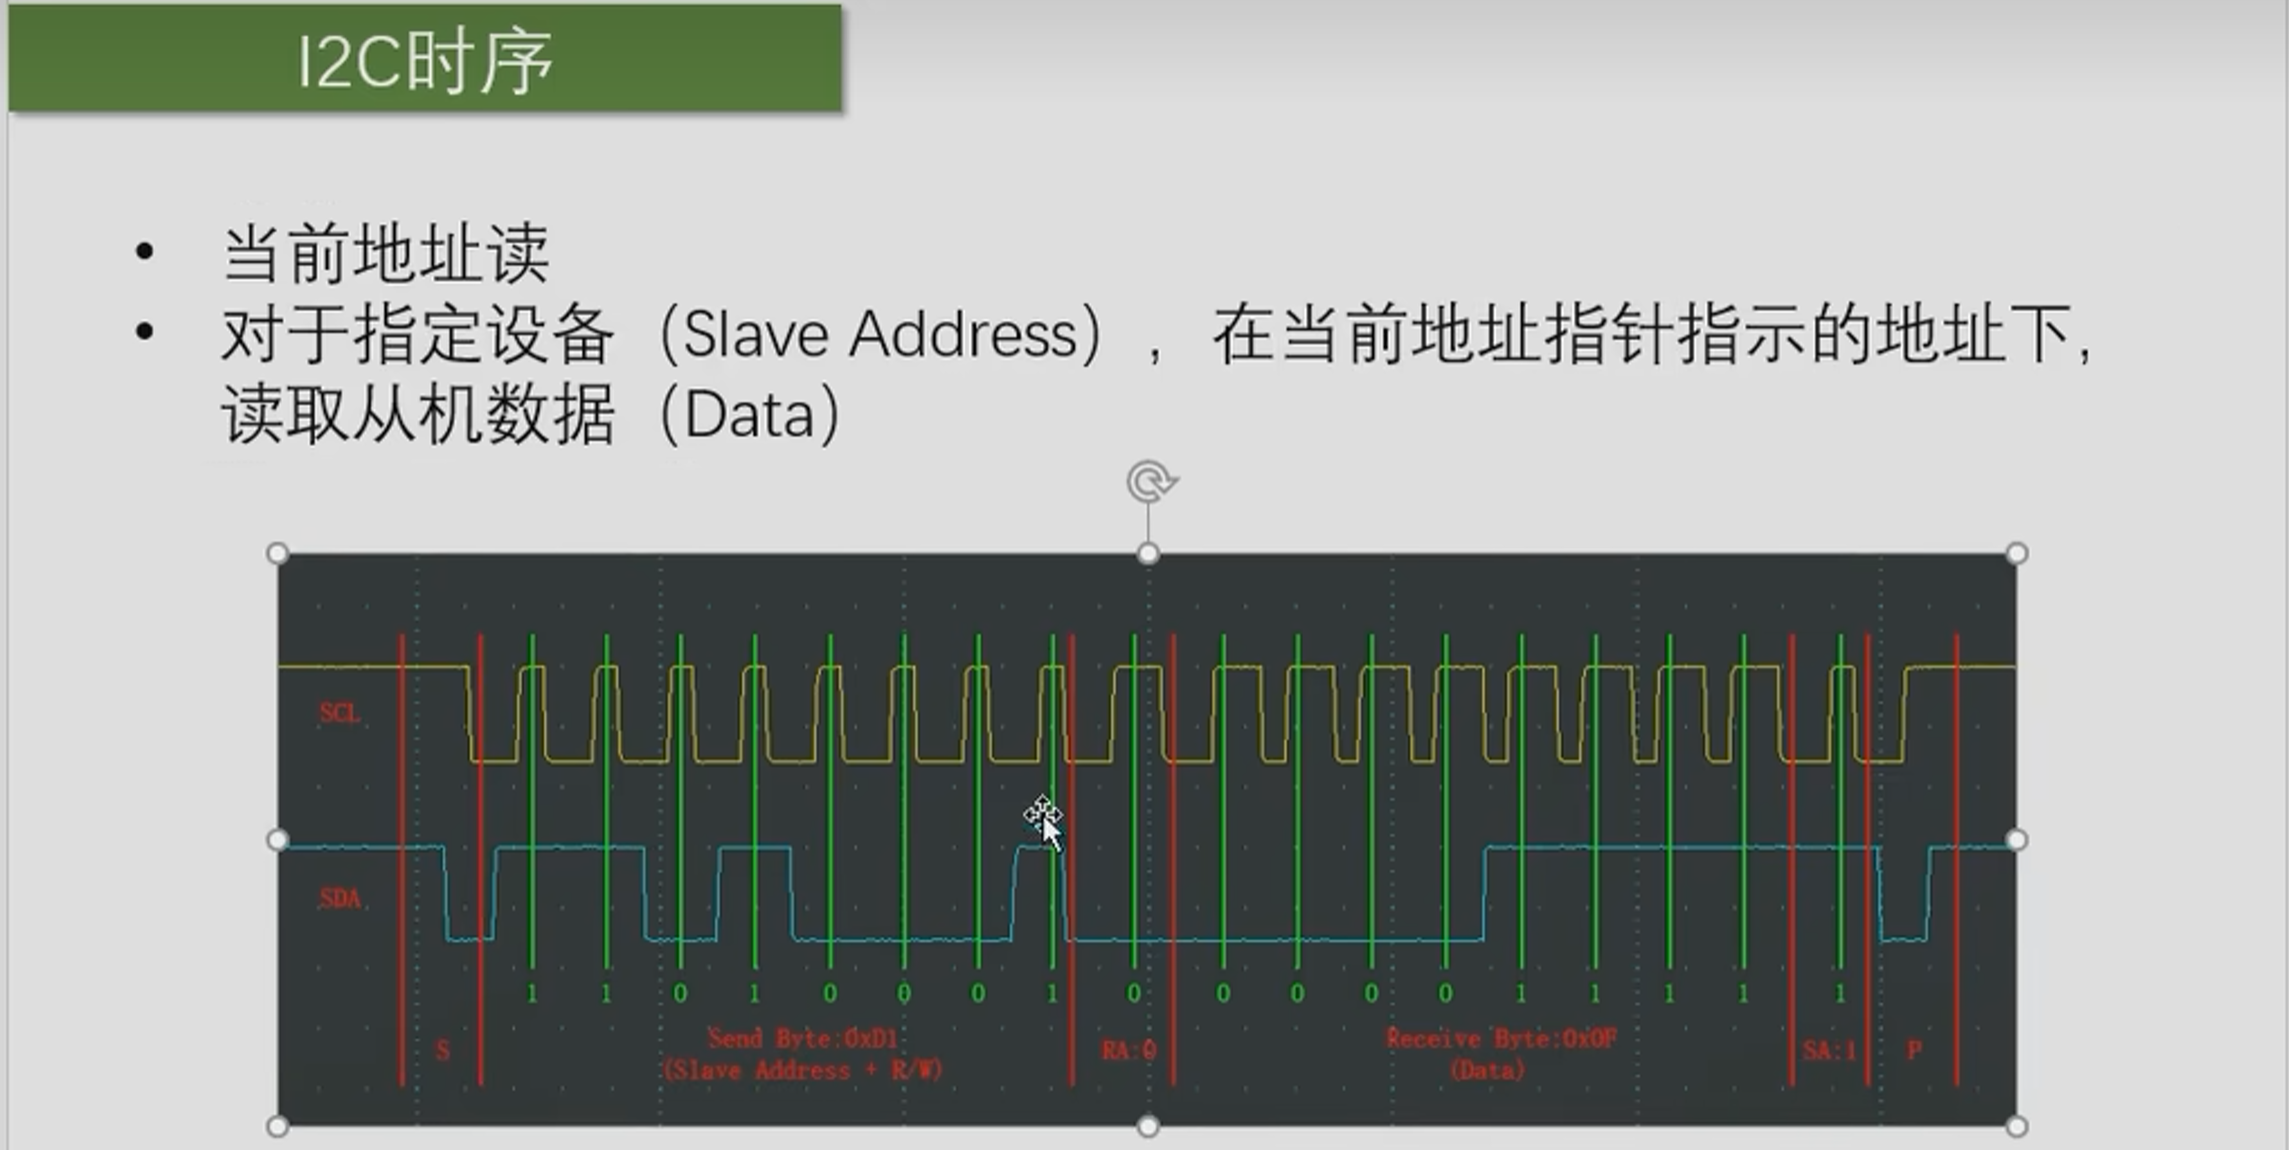 I2C时序
• 当前地址读
• 对于指定设备（Slave Address），在当前地址指针指示的地址下，
读取从机数据（Data）
SCL
SDA
1 1 0 1 0 0 0 1 0 0 0 0 0 1 1 1 1 1
S
Send Byte:0xD1
(Slave Address + R/W)
RA:0
Receive Byte:0x0F
(Data)
SA:1
P